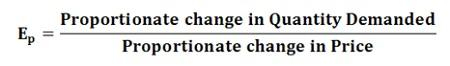 Proportionate change in Quantity Demanded
Eₚ =
Proportionate change in Price